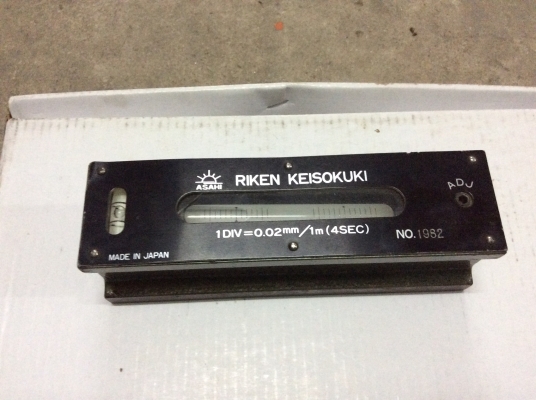 ASAHI
RIKEN KEISOKUKI
ADJ
1DIV=0.02mm/1m(4SEC)
NO.1982
MADE IN JAPAN